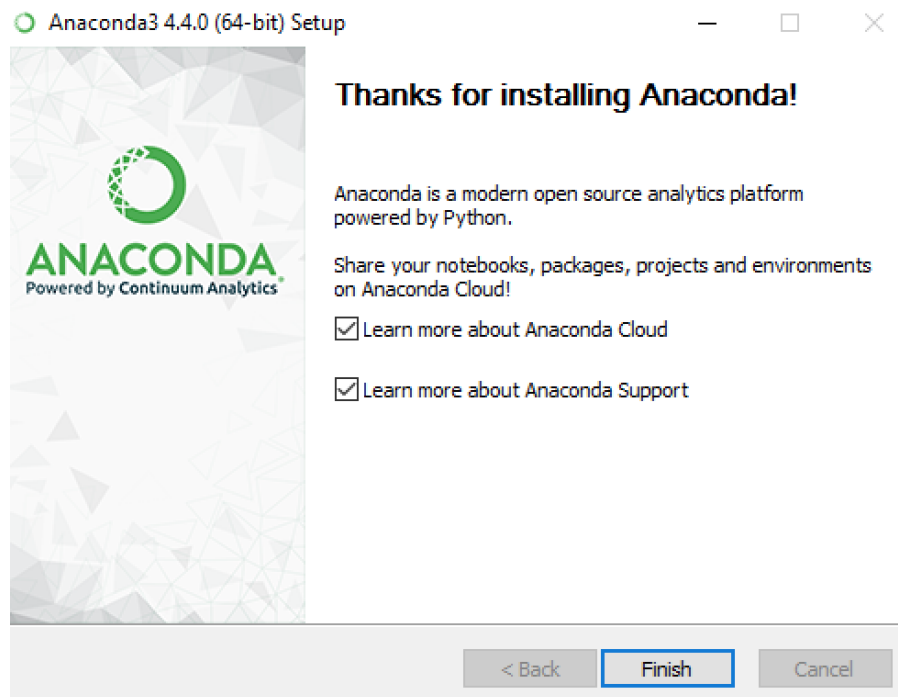 Anaconda3 4.4.0 (64-bit) Setup
Thanks for installing Anaconda!
ANACONDA
Powered by Continuum Analytics
Anaconda is a modern open source analytics platform
powered by Python.
Share your notebooks, packages, projects and environments
on Anaconda Cloud!
Learn more about Anaconda Cloud
Learn more about Anaconda Support
< Back
Finish
Cancel